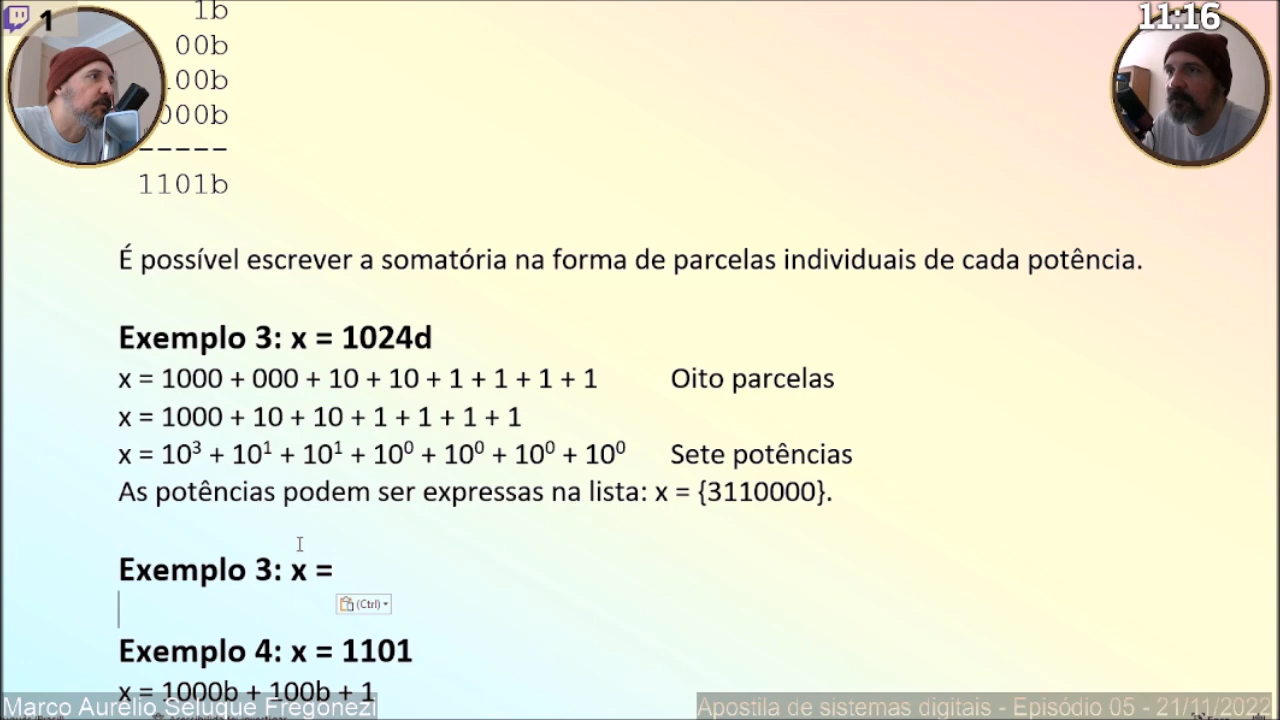 1
11:16
1b
00b
100b
000b
-----
1101b
É possível escrever a somatória na forma de parcelas individuais de cada potência.
Exemplo 3: x = 1024d
x = 1000 + 000 + 10 + 10 + 1 + 1 + 1 + 1 Oito parcelas
x = 1000 + 10 + 10 + 1 + 1 + 1 + 1
x = 10³ + 10¹ + 10¹ + 10⁰ + 10⁰ + 10⁰ + 10⁰ Sete potências
As potências podem ser expressas na lista: x = {3110000}.
Exemplo 3: x =
(Ctrl)
Exemplo 4: x = 1101
x = 1000b + 100b + 1
Marco Aurélio Seluque Fregonezi
Apostila de sistemas digitais - Episódio 05 - 21/11/2022